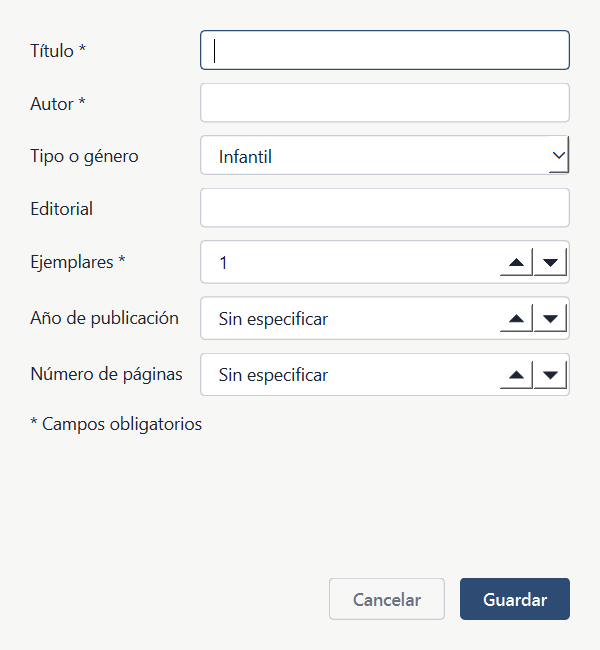 Título *
Autor *
Tipo o género Infantil
Editorial
Ejemplares * 1
Año de publicación Sin especificar
Número de páginas Sin especificar
* Campos obligatorios
Cancelar Guardar